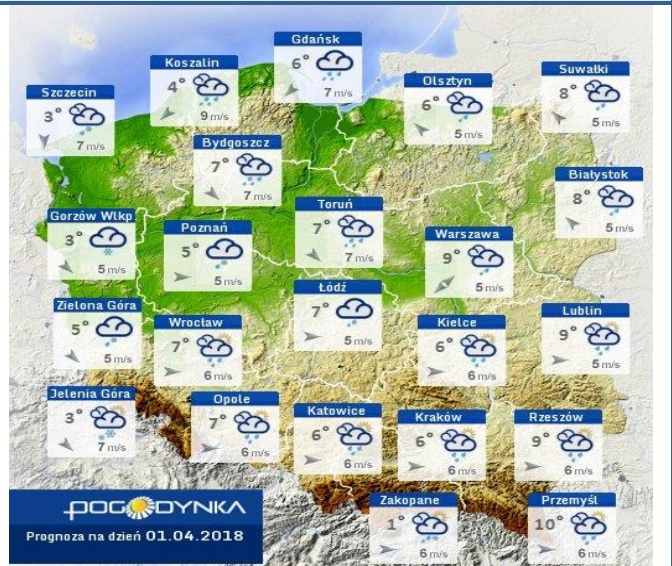 Gdańsk
6°
7 m/s
Koszalin
4°
9 m/s
Szczecin
3°
7 m/s
Olsztyn
6°
5 m/s
Suwałki
8°
5 m/s
Bydgoszcz
7°
7 m/s
Białystok
8°
5 m/s
Gorzów Wlkp
3°
5 m/s
Poznań
5°
5 m/s
Toruń
7°
7 m/s
Warszawa
9°
5 m/s
Zielona Góra
5°
5 m/s
Wrocław
7°
6 m/s
Łódź
7°
5 m/s
Kielce
6°
6 m/s
Lublin
9°
5 m/s
Jelenia Góra
3°
7 m/s
Opole
7°
6 m/s
Katowice
6°
6 m/s
Kraków
6°
6 m/s
Rzeszów
9°
6 m/s
Zakopane
1°
6 m/s
Przemyśl
10°
6 m/s
POGODYNKA
Prognoza na dzień 01.04.2018